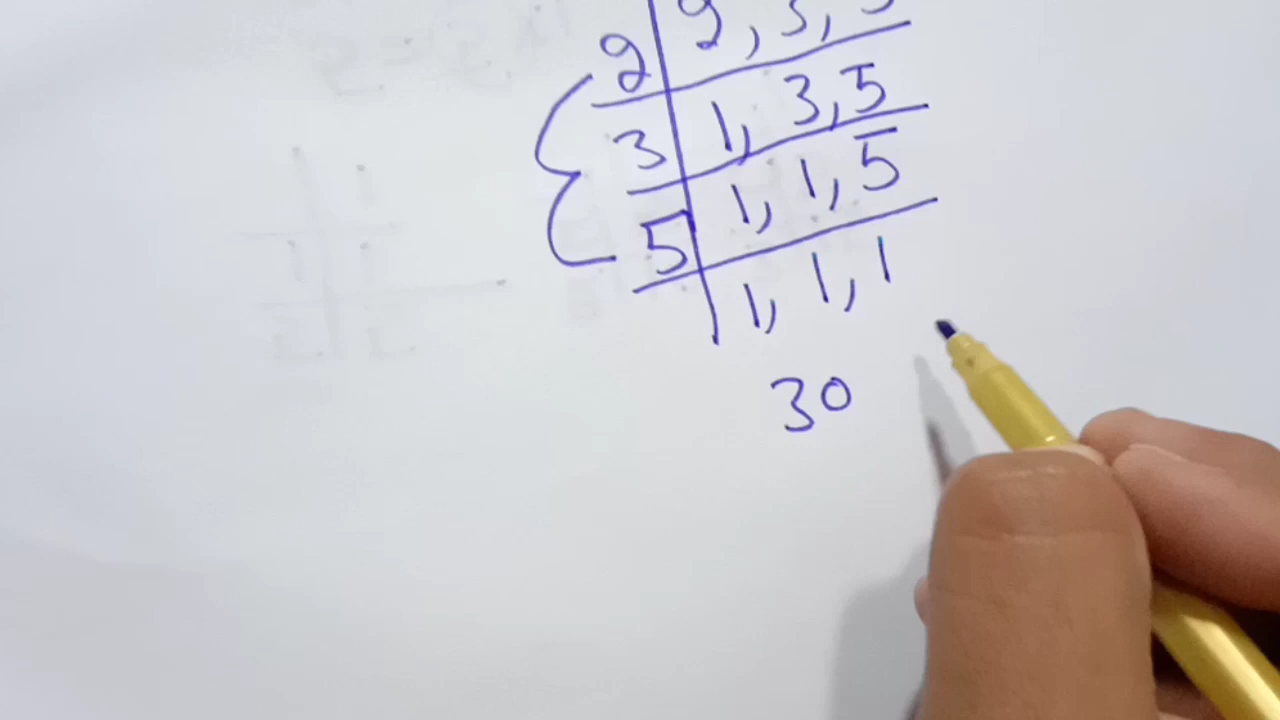 2 | 2, 3, 5
3 | 1, 3, 5
5 | 1, 1, 5
| 1, 1, 1
30